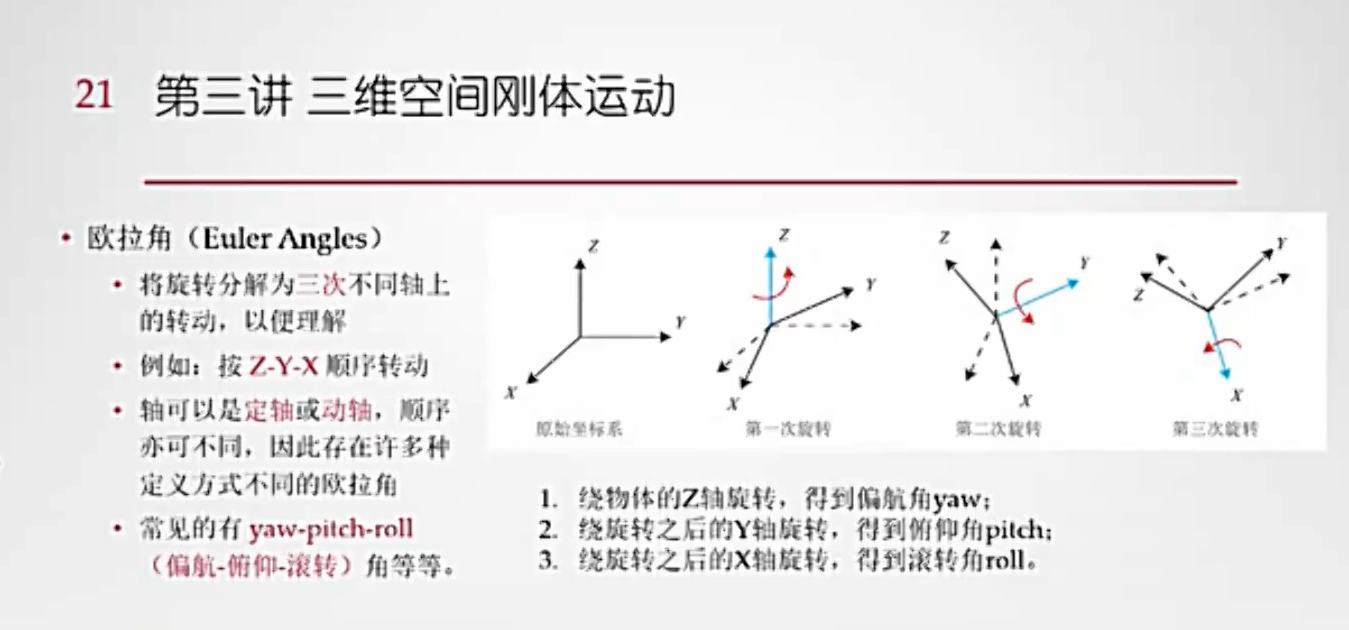 21 第三讲 三维空间刚体运动
• 欧拉角（Euler Angles）
• 将旋转分解为三次不同轴上
的转动，以便理解
• 例如：按 Z-Y-X 顺序转动
• 轴可以是定轴或动轴，顺序
亦可不同，因此存在许多种
定义方式不同的欧拉角
• 常见的有 yaw-pitch-roll
（偏航-俯仰-滚转）角等等。
Z
Y
X
原始坐标系
Z
Y
X
第一次旋转
Z
Y
X
第二次旋转
Y
Z
X
第三次旋转
1. 绕物体的Z轴旋转，得到偏航角yaw；
2. 绕旋转之后的Y轴旋转，得到俯仰角pitch；
3. 绕旋转之后的X轴旋转，得到滚转角roll。